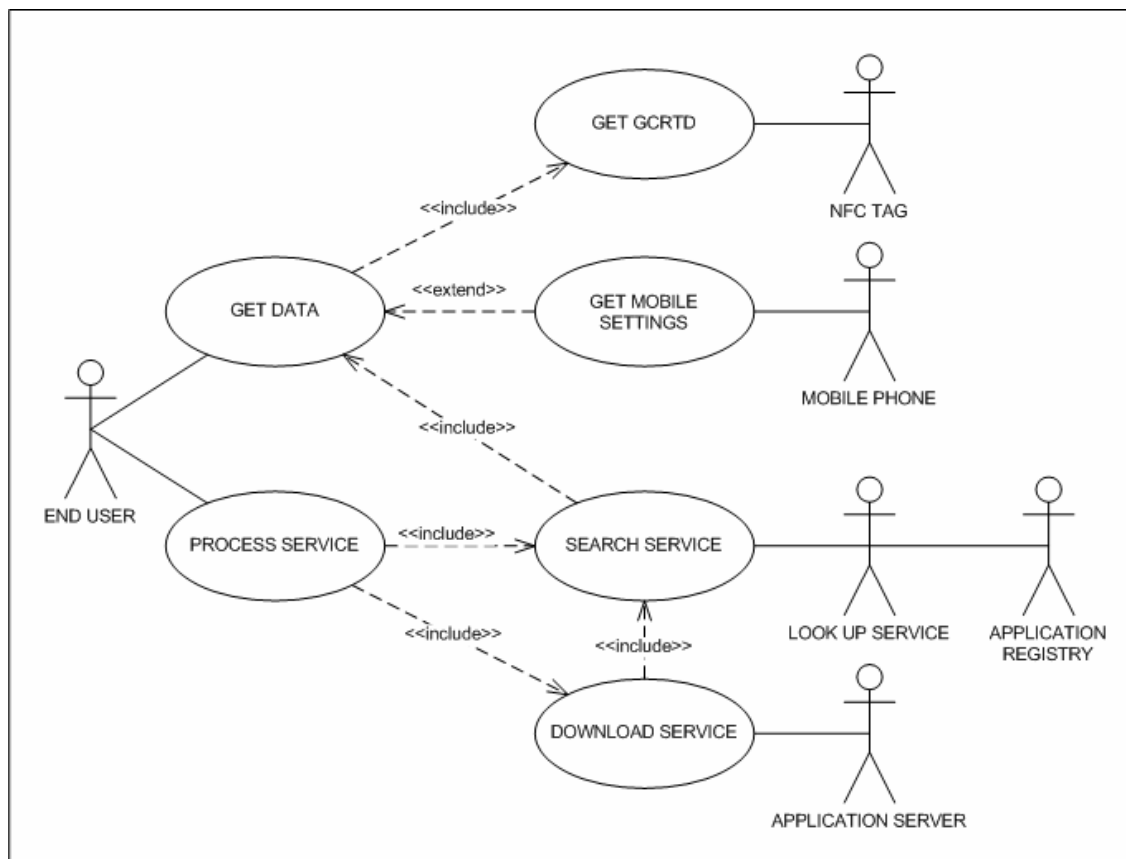 GET GCRTD
NFC TAG
<<include>>
GET DATA
<<extend>>
GET MOBILE
SETTINGS
MOBILE PHONE
<<include>>
END USER
PROCESS SERVICE
<<include>>
SEARCH SERVICE
LOOK UP SERVICE
APPLICATION
REGISTRY
<<include>>
<<include>>
DOWNLOAD SERVICE
APPLICATION SERVER